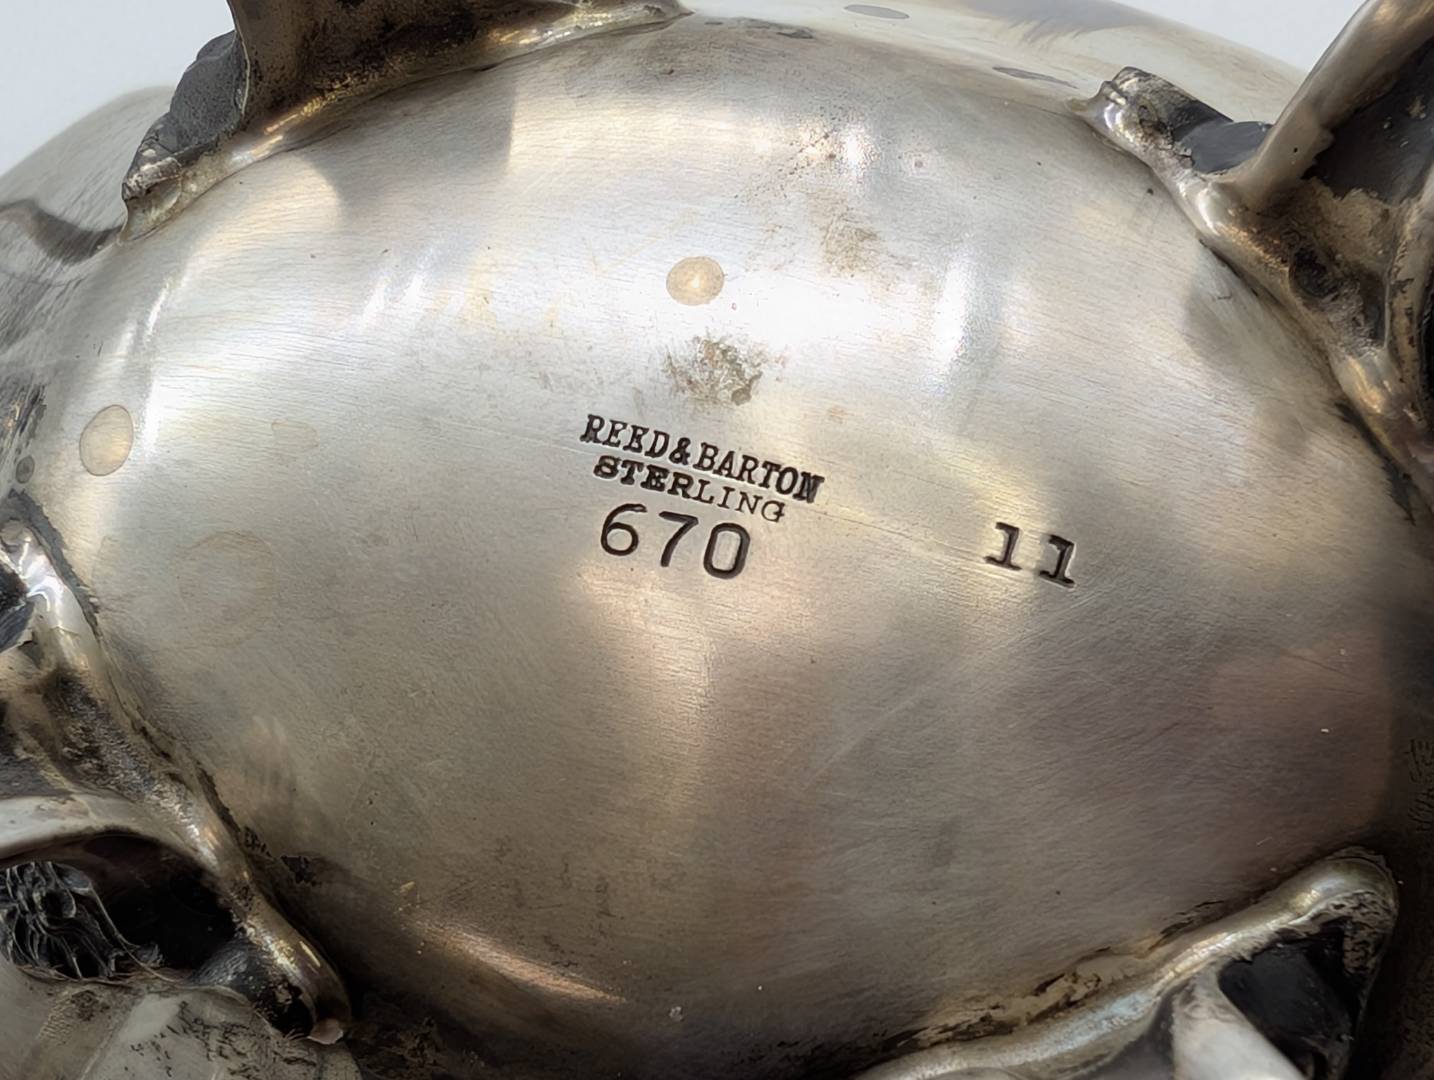 REED&BARTON
STERLING
670
11